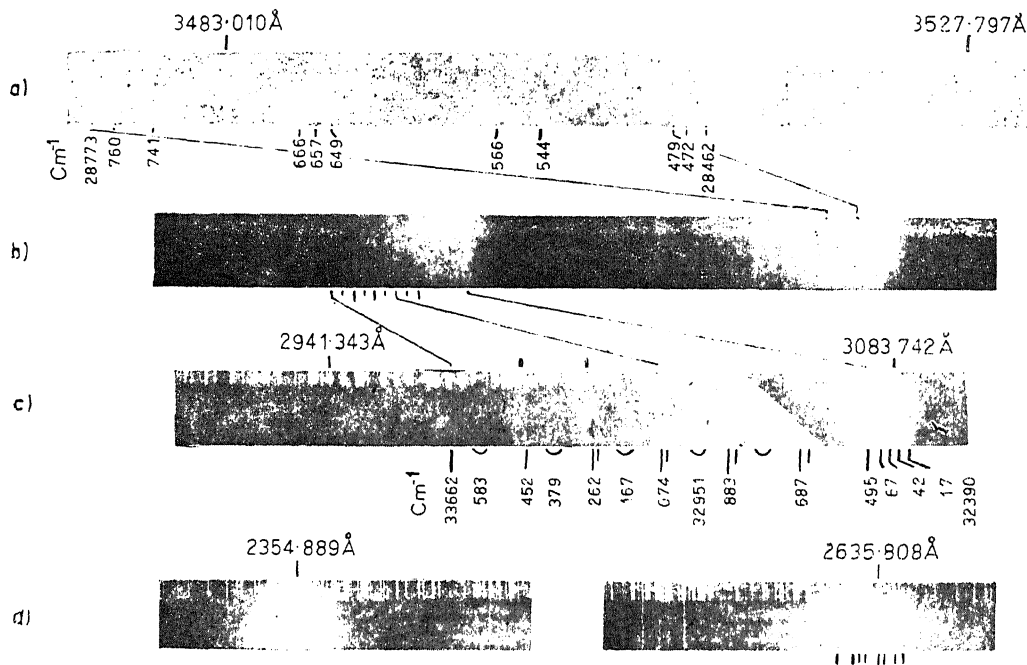 3483·010Å 3527·797Å
a)
Cm⁻¹ 28773 760 741 666 657 649 566 544 479 472 28462
b)
2941·343Å 3083 742Å
c)
Cm⁻¹ 33662 583 452 379 262 167 074 32951 883 687 495 67 42 17 32390
2354·889Å 2635·808Å
d)